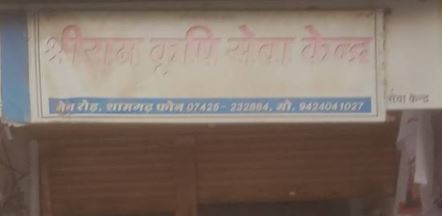 श्रीराम कृषि सेवा केन्द्र
मेन रोड़, शामगढ़ फोन 07425- 232884, मो. 9424041027
सेवा केन्द्र